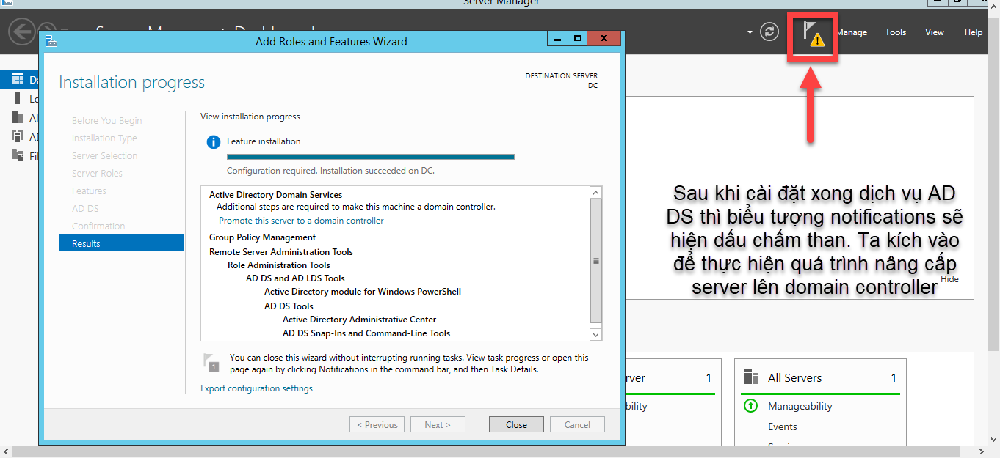 Server Manager
Manage
Tools
View
Help
Add Roles and Features Wizard
Installation progress
DESTINATION SERVER
DC
Before You Begin
Installation Type
Server Selection
Server Roles
Features
AD DS
Confirmation
Results
View installation progress
Feature installation
Configuration required. Installation succeeded on DC.
Active Directory Domain Services
Additional steps are required to make this machine a domain controller.
Promote this server to a domain controller
Group Policy Management
Remote Server Administration Tools
Role Administration Tools
AD DS and AD LDS Tools
Active Directory module for Windows PowerShell
AD DS Tools
Active Directory Administrative Center
AD DS Snap-Ins and Command-Line Tools
1
You can close this wizard without interrupting running tasks. View task progress or open this
page again by clicking Notifications in the command bar, and then Task Details.
Export configuration settings
< Previous
Next >
Close
Cancel
Sau khi cài đặt xong dịch vụ AD
DS thì biểu tượng notifications sẽ
hiện dấu chấm than. Ta kích vào
để thực hiện quá trình nâng cấp
server lên domain controller
Hide
1
All Servers 1
Manageability
Events